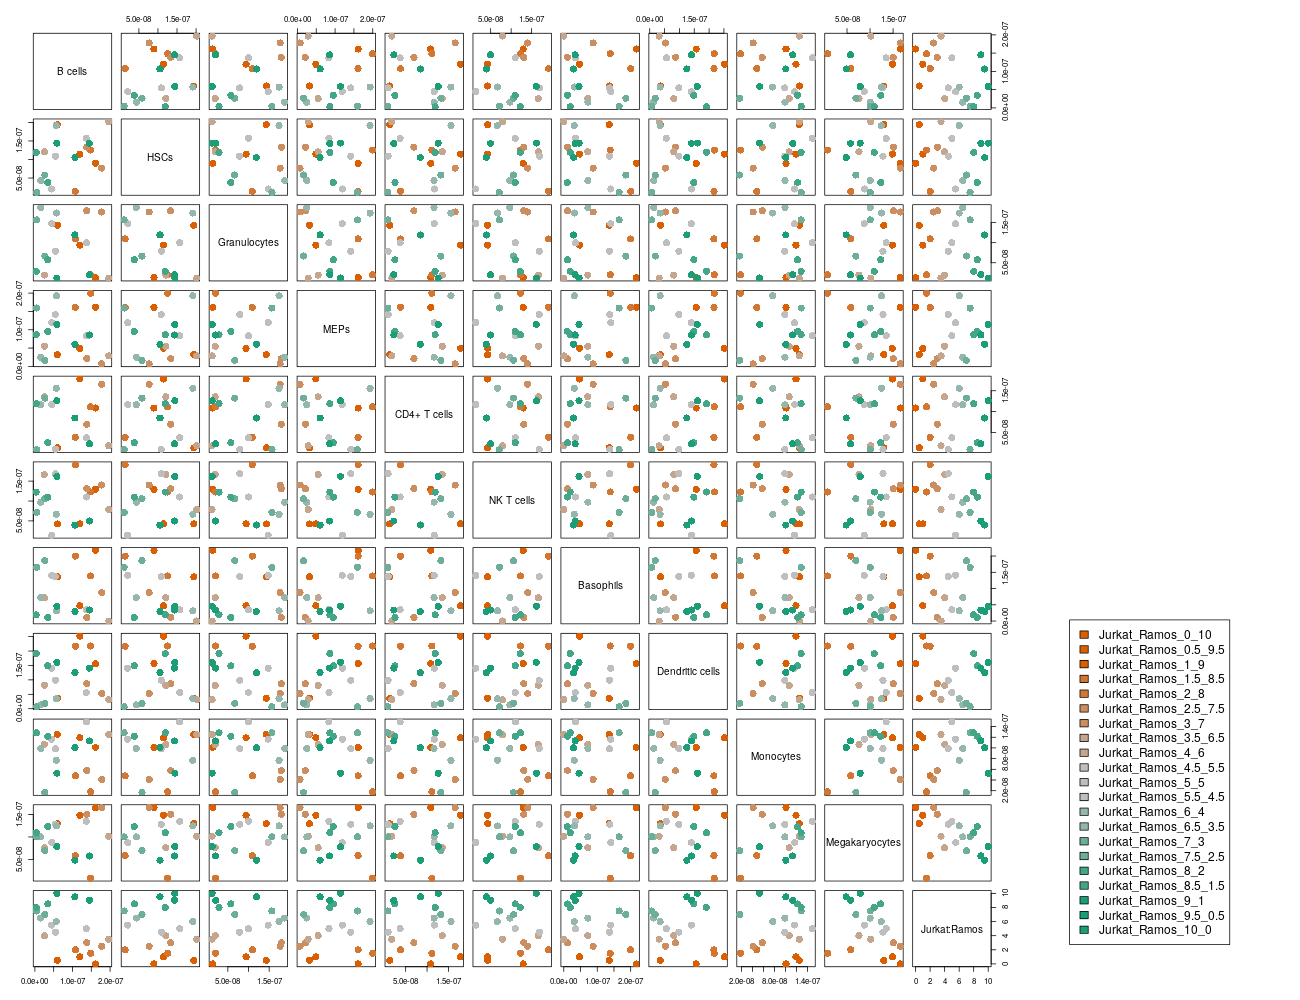 5.0e-08 1.5e-07 0.0e+00 1.0e-07 2.0e-07 5.0e-08 1.5e-07 0.0e+00 1.5e-07 5.0e-08 1.5e-07
B cells
0.0e+00 1.0e-07 2.0e-07
HSCs
5.0e-08 1.5e-07
Granulocytes
5.0e-08 1.5e-07
MEPs
0.0e+00 1.0e-07 2.0e-07
CD4+ T cells
5.0e-08 1.5e-07
NK T cells
5.0e-08 1.5e-07
Basophils
0.0e+00 1.5e-07
Dendritic cells
0.0e+00 1.5e-07
Monocytes
2.0e-08 8.0e-08 1.4e-07
Megakaryocytes
5.0e-08 1.5e-07
Jurkat:Ramos
0 2 4 6 8 10
0.0e+00 1.0e-07 2.0e-07 5.0e-08 1.5e-07 5.0e-08 1.5e-07 0.0e+00 1.0e-07 2.0e-07 2.0e-08 8.0e-08 1.4e-07 0 2 4 6 8 10
Jurkat_Ramos_0_10
Jurkat_Ramos_0.5_9.5
Jurkat_Ramos_1_9
Jurkat_Ramos_1.5_8.5
Jurkat_Ramos_2_8
Jurkat_Ramos_2.5_7.5
Jurkat_Ramos_3_7
Jurkat_Ramos_3.5_6.5
Jurkat_Ramos_4_6
Jurkat_Ramos_4.5_5.5
Jurkat_Ramos_5_5
Jurkat_Ramos_5.5_4.5
Jurkat_Ramos_6_4
Jurkat_Ramos_6.5_3.5
Jurkat_Ramos_7_3
Jurkat_Ramos_7.5_2.5
Jurkat_Ramos_8_2
Jurkat_Ramos_8.5_1.5
Jurkat_Ramos_9_1
Jurkat_Ramos_9.5_0.5
Jurkat_Ramos_10_0